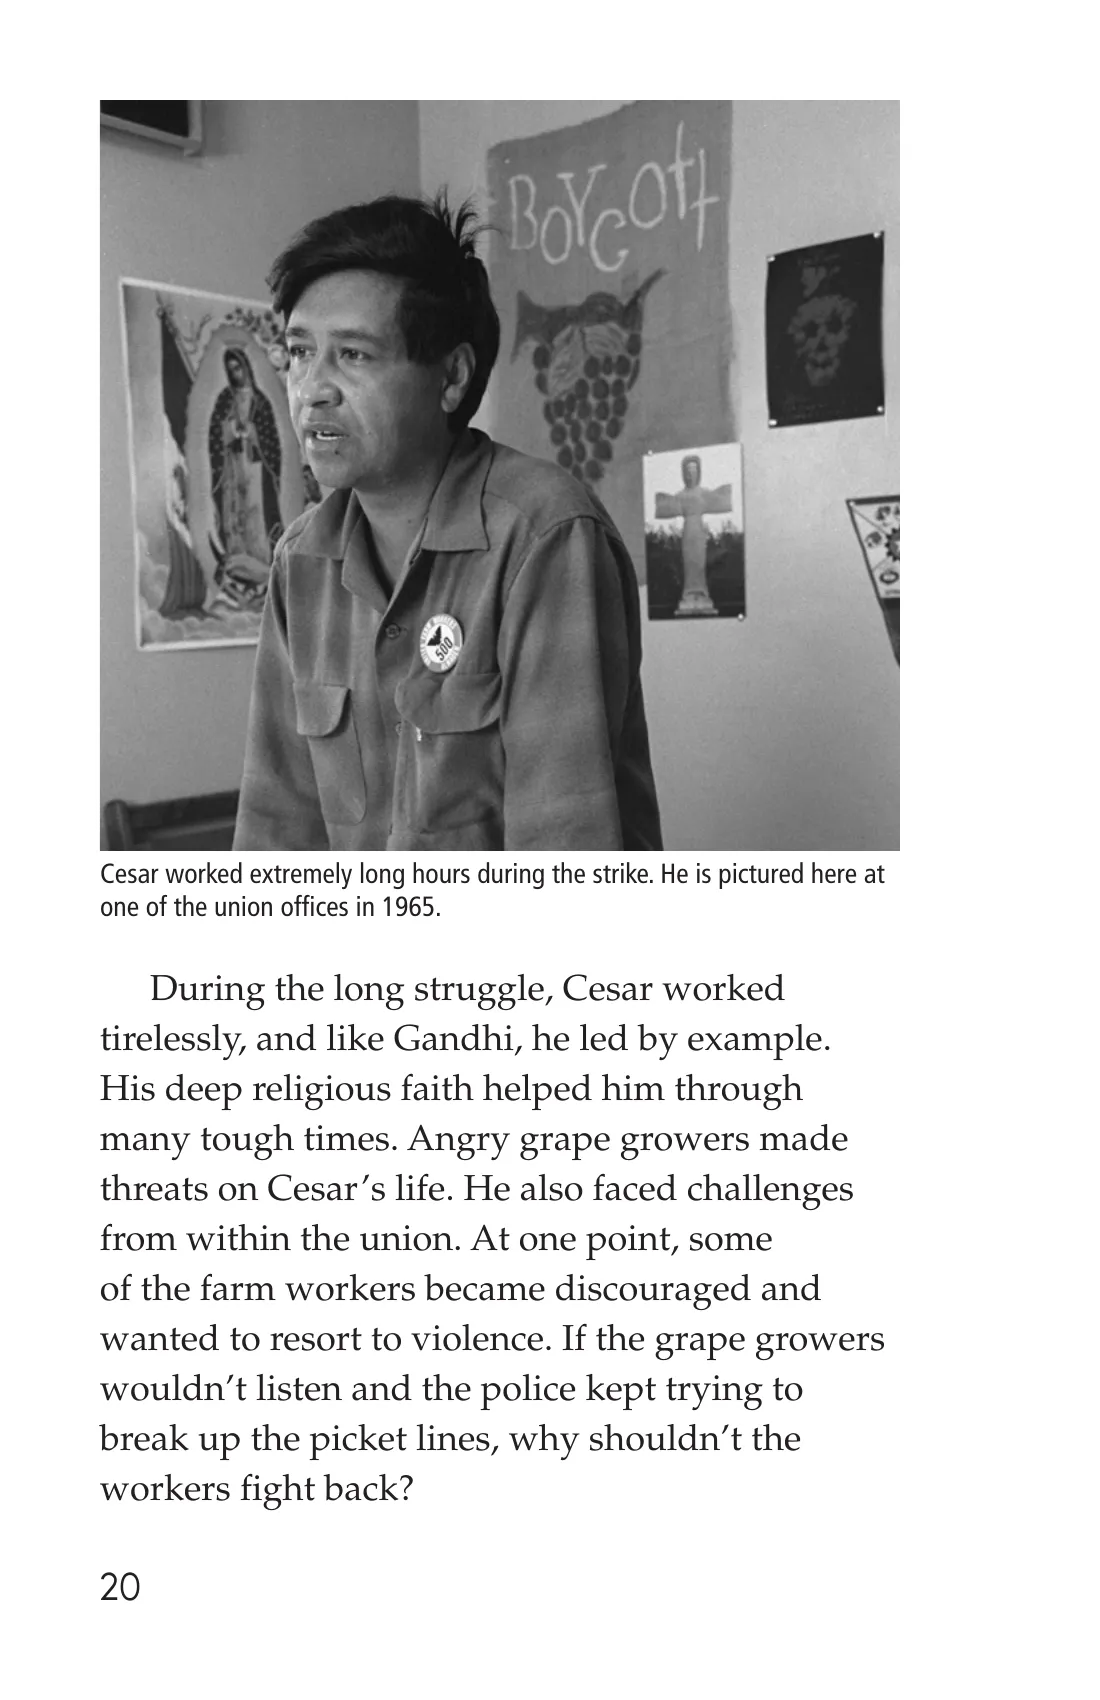 BOYCOTT
500
Cesar worked extremely long hours during the strike. He is pictured here at
one of the union offices in 1965.
During the long struggle, Cesar worked
tirelessly, and like Gandhi, he led by example.
His deep religious faith helped him through
many tough times. Angry grape growers made
threats on Cesar’s life. He also faced challenges
from within the union. At one point, some
of the farm workers became discouraged and
wanted to resort to violence. If the grape growers
wouldn’t listen and the police kept trying to
break up the picket lines, why shouldn’t the
workers fight back?
20